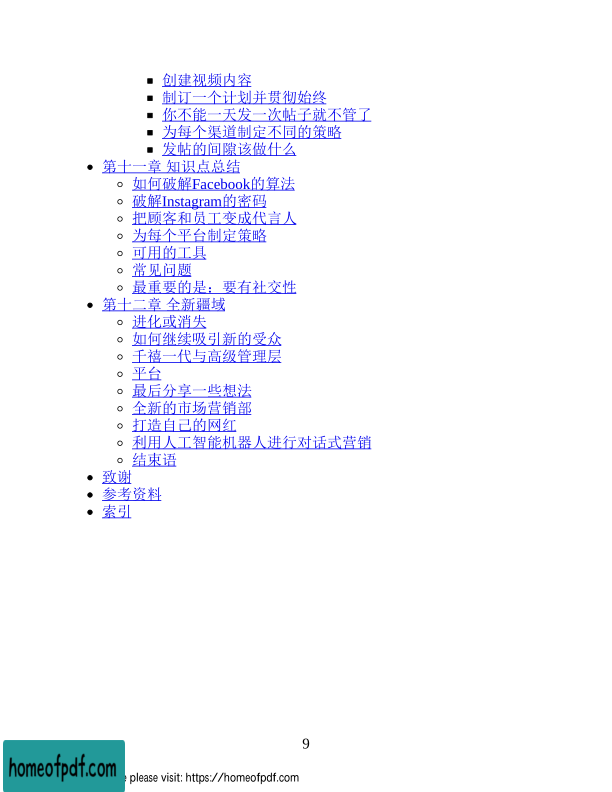 创建视频内容
制订一个计划并贯彻始终
你不能一天发一次帖子就不管了
为每个渠道制定不同的策略
发帖的间隙该做什么
第十一章 知识点总结
如何破解Facebook的算法
破解Instagram的密码
把顾客和员工变成代言人
为每个平台制定策略
可用的工具
常见问题
最重要的是：要有社交性
第十二章 全新疆域
进化或消失
如何继续吸引新的受众
千禧一代与高级管理层
平台
最后分享一些想法
全新的市场营销部
打造自己的网红
利用人工智能机器人进行对话式营销
结束语
致谢
参考资料
索引
9
homeofpdf.com
e please visit: https://homeofpdf.com